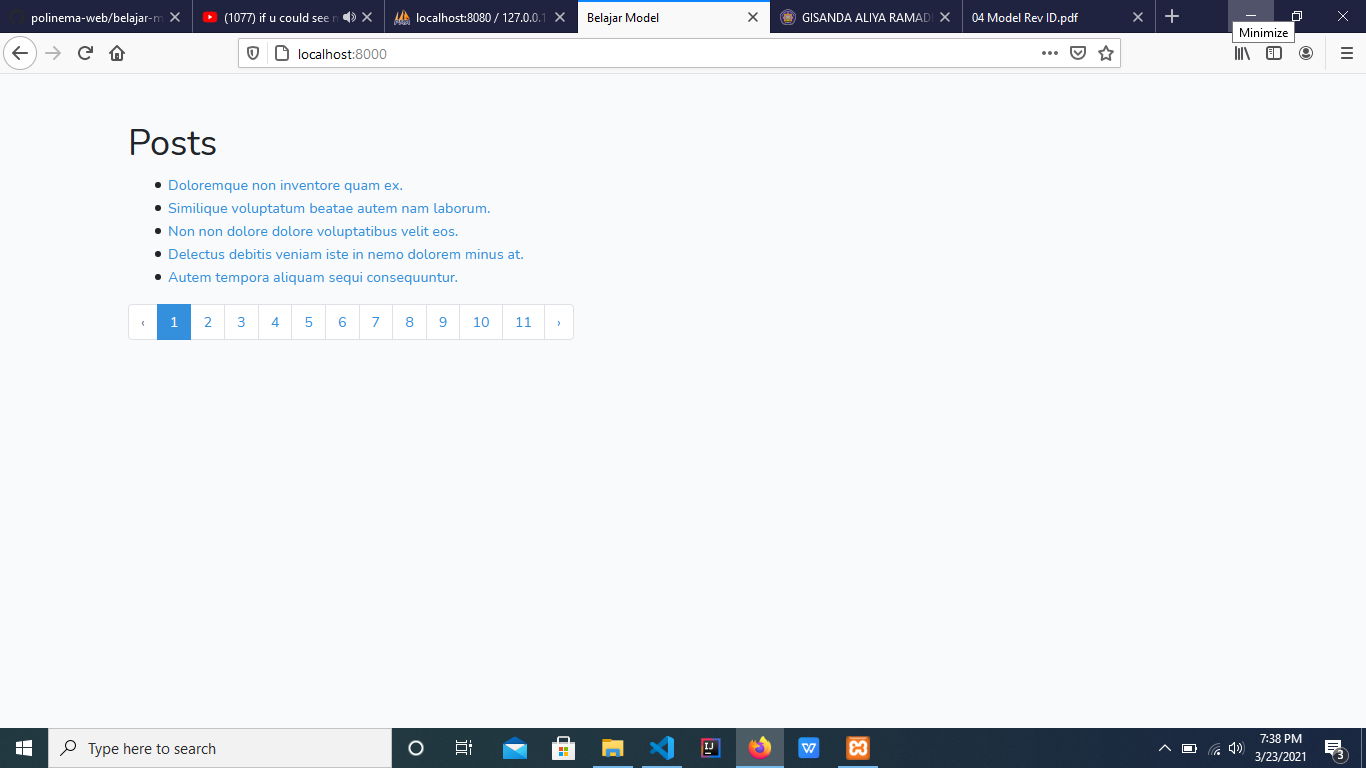 polinema-web/belajar-m
(1077) if u could see m
localhost:8080 / 127.0.0.1
Belajar Model
GISANDA ALIYA RAMADH
04 Model Rev ID.pdf
Minimize
localhost:8000
Posts
Doloremque non inventore quam ex.
Similique voluptatum beatae autem nam laborum.
Non non dolore dolore voluptatibus velit eos.
Delectus debitis veniam iste in nemo dolorem minus at.
Autem tempora aliquam sequi consequuntur.
‹ 1 2 3 4 5 6 7 8 9 10 11 ›
Type here to search
7:38 PM
3/23/2021
3